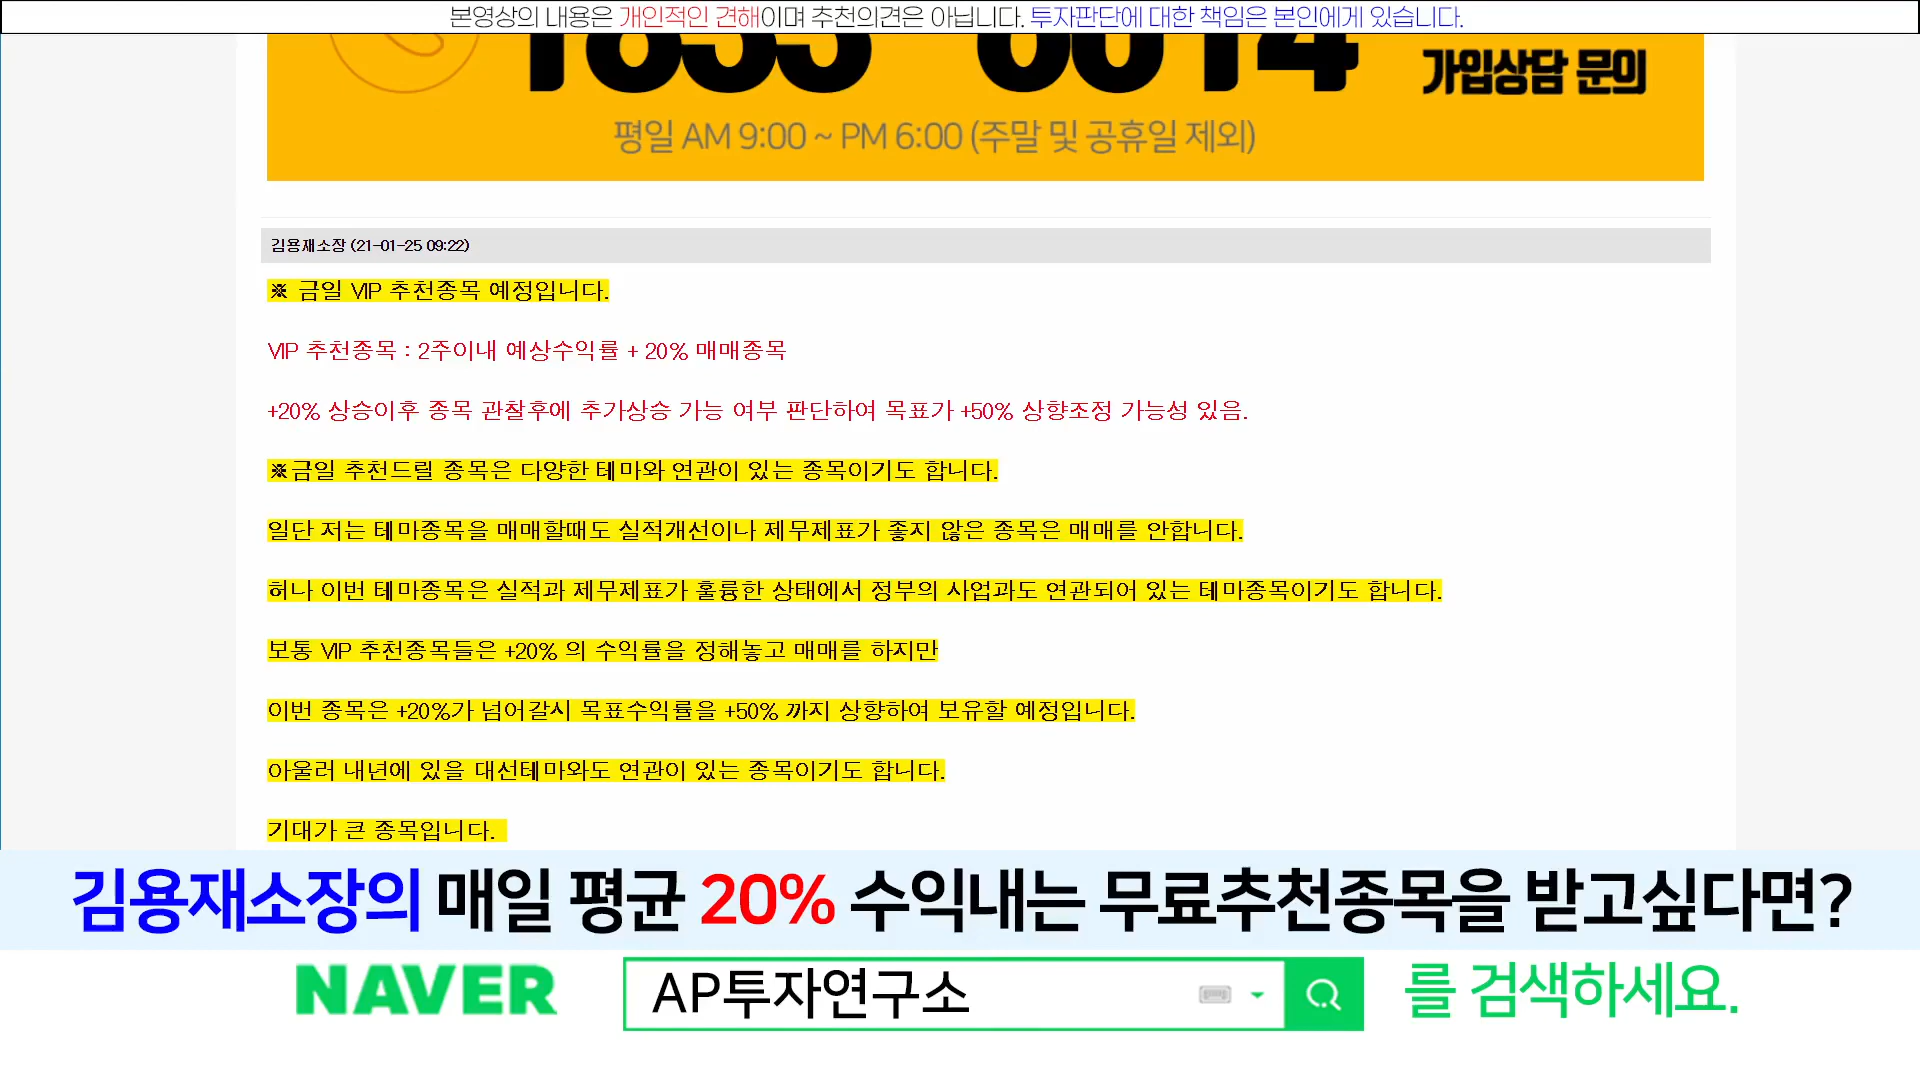 본영상의 내용은 개인적인 견해이며 추천의견은 아닙니다. 투자판단에 대한 책임은 본인에게 있습니다.
가입상담 문의
평일 AM 9:00 ~ PM 6:00 (주말 및 공휴일 제외)
김용재소장 (21-01-25 09:22)
※ 금일 VIP 추천종목 예정입니다.
VIP 추천종목 : 2주이내 예상수익률 + 20% 매매종목
+20% 상승이후 종목 관찰후에 추가상승 가능 여부 판단하여 목표가 +50% 상향조정 가능성 있음.
※금일 추천드릴 종목은 다양한 테마와 연관이 있는 종목이기도 합니다.
일단 저는 테마종목을 매매할때도 실적개선이나 제무제표가 좋지 않은 종목은 매매를 안합니다.
허나 이번 테마종목은 실적과 제무제표가 훌륭한 상태에서 정부의 사업과도 연관되어 있는 테마종목이기도 합니다.
보통 VIP 추천종목들은 +20% 의 수익률을 정해놓고 매매를 하지만
이번 종목은 +20%가 넘어갈시 목표수익률을 +50% 까지 상향하여 보유할 예정입니다.
아울러 내년에 있을 대선테마와도 연관이 있는 종목이기도 합니다.
기대가 큰 종목입니다.
김용재소장의 매일 평균 20% 수익내는 무료추천종목을 받고싶다면?
NAVER AP투자연구소 를 검색하세요.